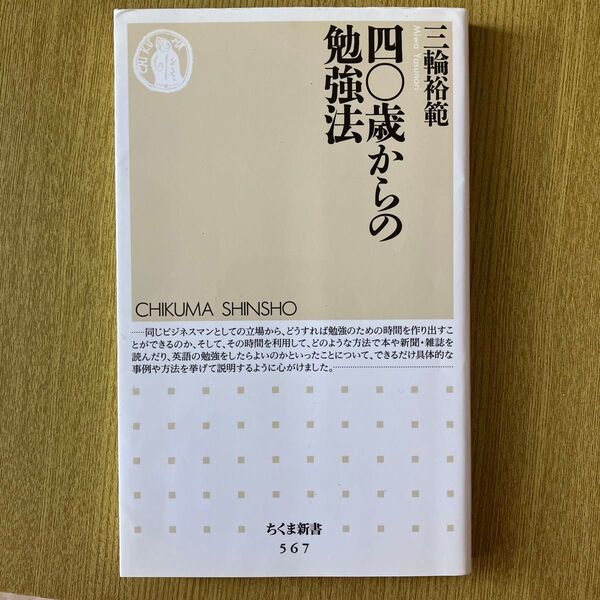 CHIKUMA
三輪裕範
Miwa Yasunori
四〇歳からの
勉強法
CHIKUMA SHINSHO
……同じビジネスマンとしての立場から、どうすれば勉強のための時間を作り出すこ
とができるのか、そして、その時間を利用して、どのような方法で本や新聞・雑誌を
読んだり、英語の勉強をしたらよいのかといったことについて、できるだけ具体的な
事例や方法を挙げて説明するように心がけました。……………………
ちくま新書
567